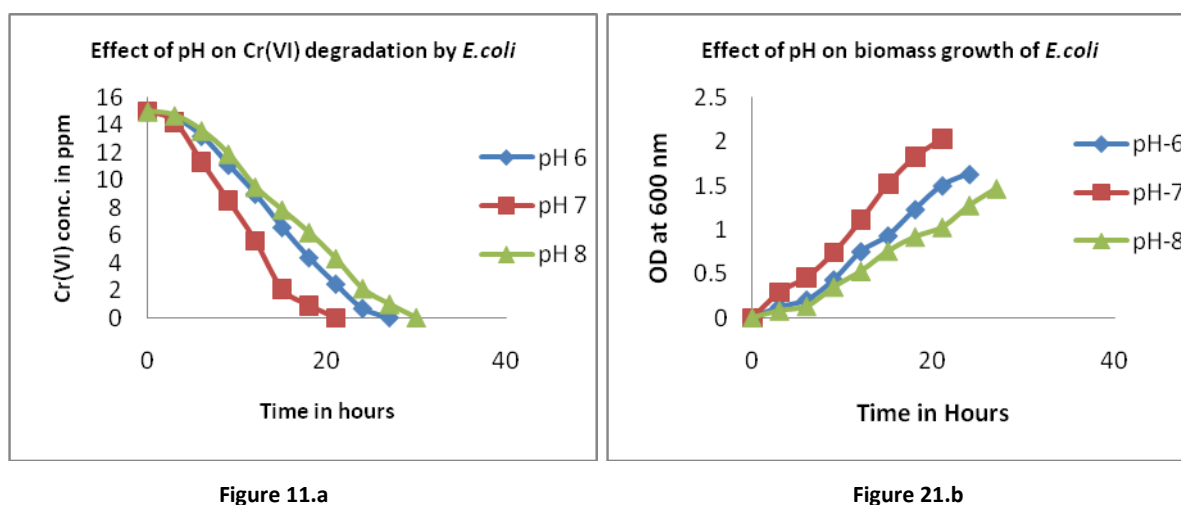 Effect of pH on Cr(VI) degradation by E.coli
Cr(VI) conc. in ppm
16
14
12
10
8
6
4
2
0
0
20
40
Time in hours
pH 6
pH 7
pH 8
Figure 11.a
Effect of pH on biomass growth of E.coli
OD at 600 nm
2.5
2
1.5
1
0.5
0
0
20
40
Time in Hours
pH-6
pH-7
pH-8
Figure 21.b